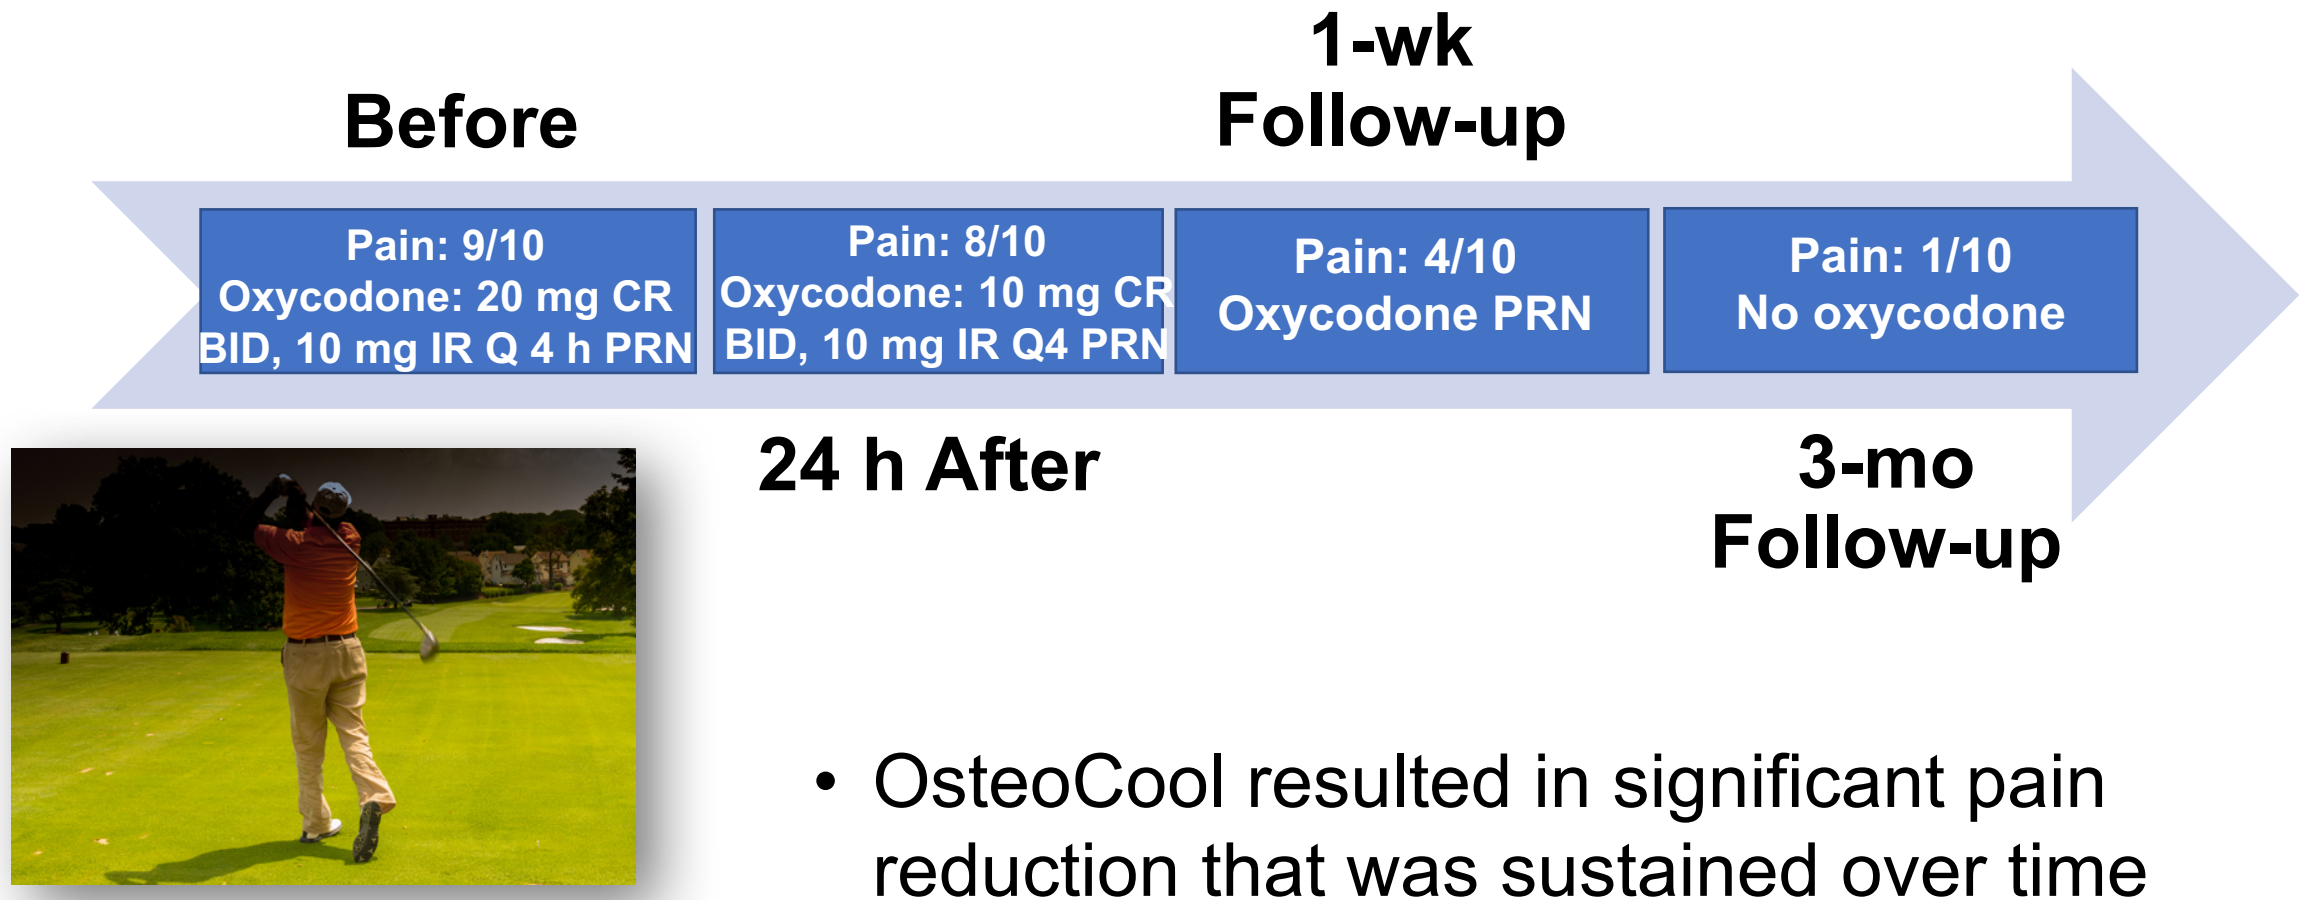 Before
1-wk
Follow-up
Pain: 9/10
Oxycodone: 20 mg CR
BID, 10 mg IR Q 4 h PRN
Pain: 8/10
Oxycodone: 10 mg CR
BID, 10 mg IR Q4 PRN
Pain: 4/10
Oxycodone PRN
Pain: 1/10
No oxycodone
24 h After
3-mo
Follow-up
• OsteoCool resulted in significant pain
reduction that was sustained over time